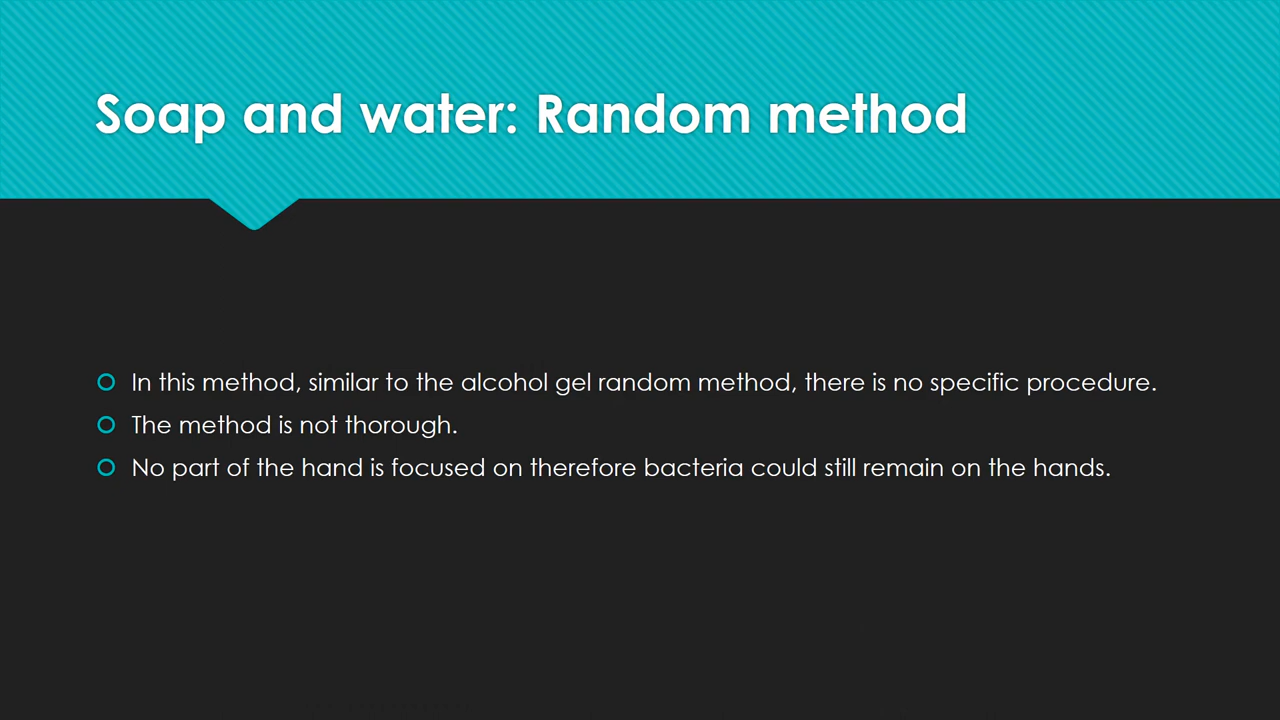 Soap and water: Random method
In this method, similar to the alcohol gel random method, there is no specific procedure.
The method is not thorough.
No part of the hand is focused on therefore bacteria could still remain on the hands.